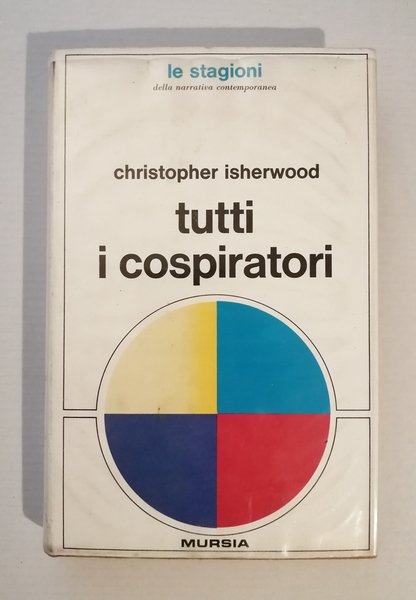 le stagioni
della narrativa contemporanea
christopher isherwood
tutti
i cospiratori
MURSIA